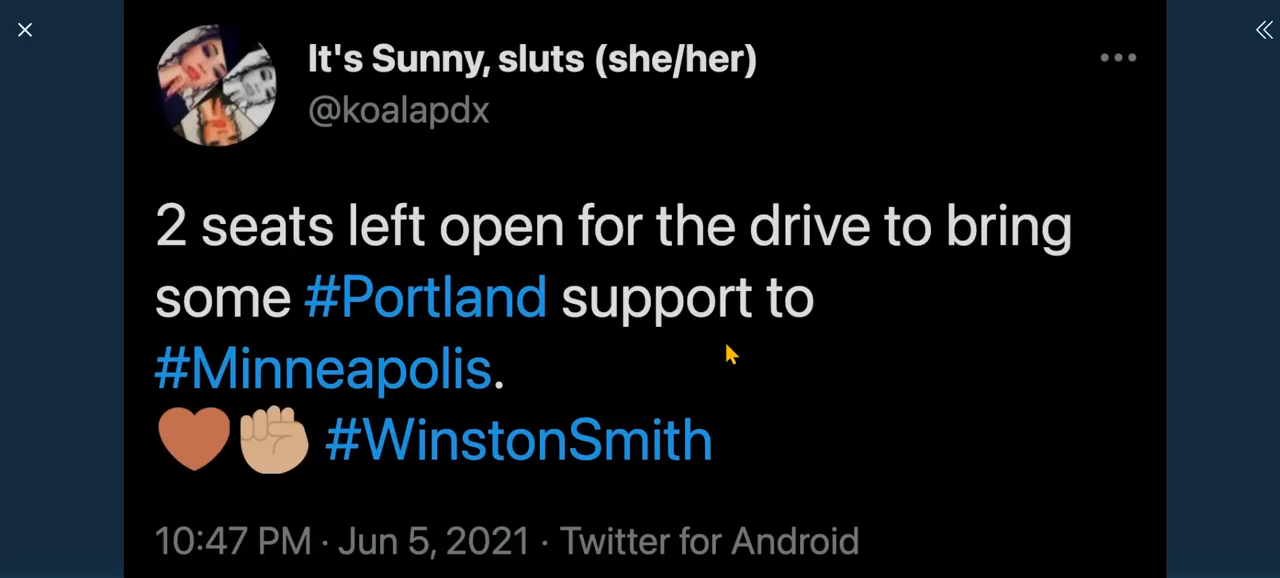 It's Sunny, sluts (she/her)
@koalapdx
2 seats left open for the drive to bring
some #Portland support to
#Minneapolis.
❤️✊🏼 #WinstonSmith
10:47 PM · Jun 5, 2021 · Twitter for Android